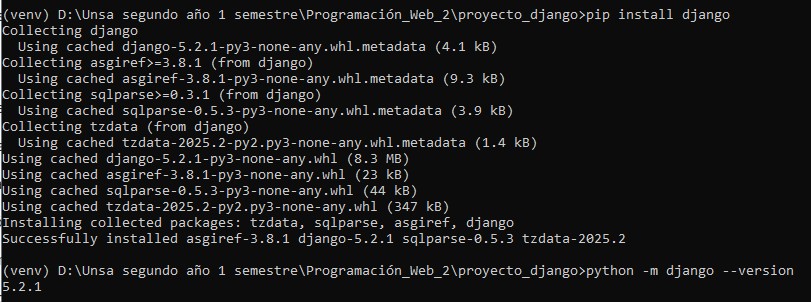 (venv) D:\Unsa segundo año 1 semestre\Programación_Web_2\proyecto_django>pip install django
Collecting django
  Using cached django-5.2.1-py3-none-any.whl.metadata (4.1 kB)
Collecting asgiref>=3.8.1 (from django)
  Using cached asgiref-3.8.1-py3-none-any.whl.metadata (9.3 kB)
Collecting sqlparse>=0.3.1 (from django)
  Using cached sqlparse-0.5.3-py3-none-any.whl.metadata (3.9 kB)
Collecting tzdata (from django)
  Using cached tzdata-2025.2-py2.py3-none-any.whl.metadata (1.4 kB)
Using cached django-5.2.1-py3-none-any.whl (8.3 MB)
Using cached asgiref-3.8.1-py3-none-any.whl (23 kB)
Using cached sqlparse-0.5.3-py3-none-any.whl (44 kB)
Using cached tzdata-2025.2-py2.py3-none-any.whl (347 kB)
Installing collected packages: tzdata, sqlparse, asgiref, django
Successfully installed asgiref-3.8.1 django-5.2.1 sqlparse-0.5.3 tzdata-2025.2

(venv) D:\Unsa segundo año 1 semestre\Programación_Web_2\proyecto_django>python -m django --version
5.2.1